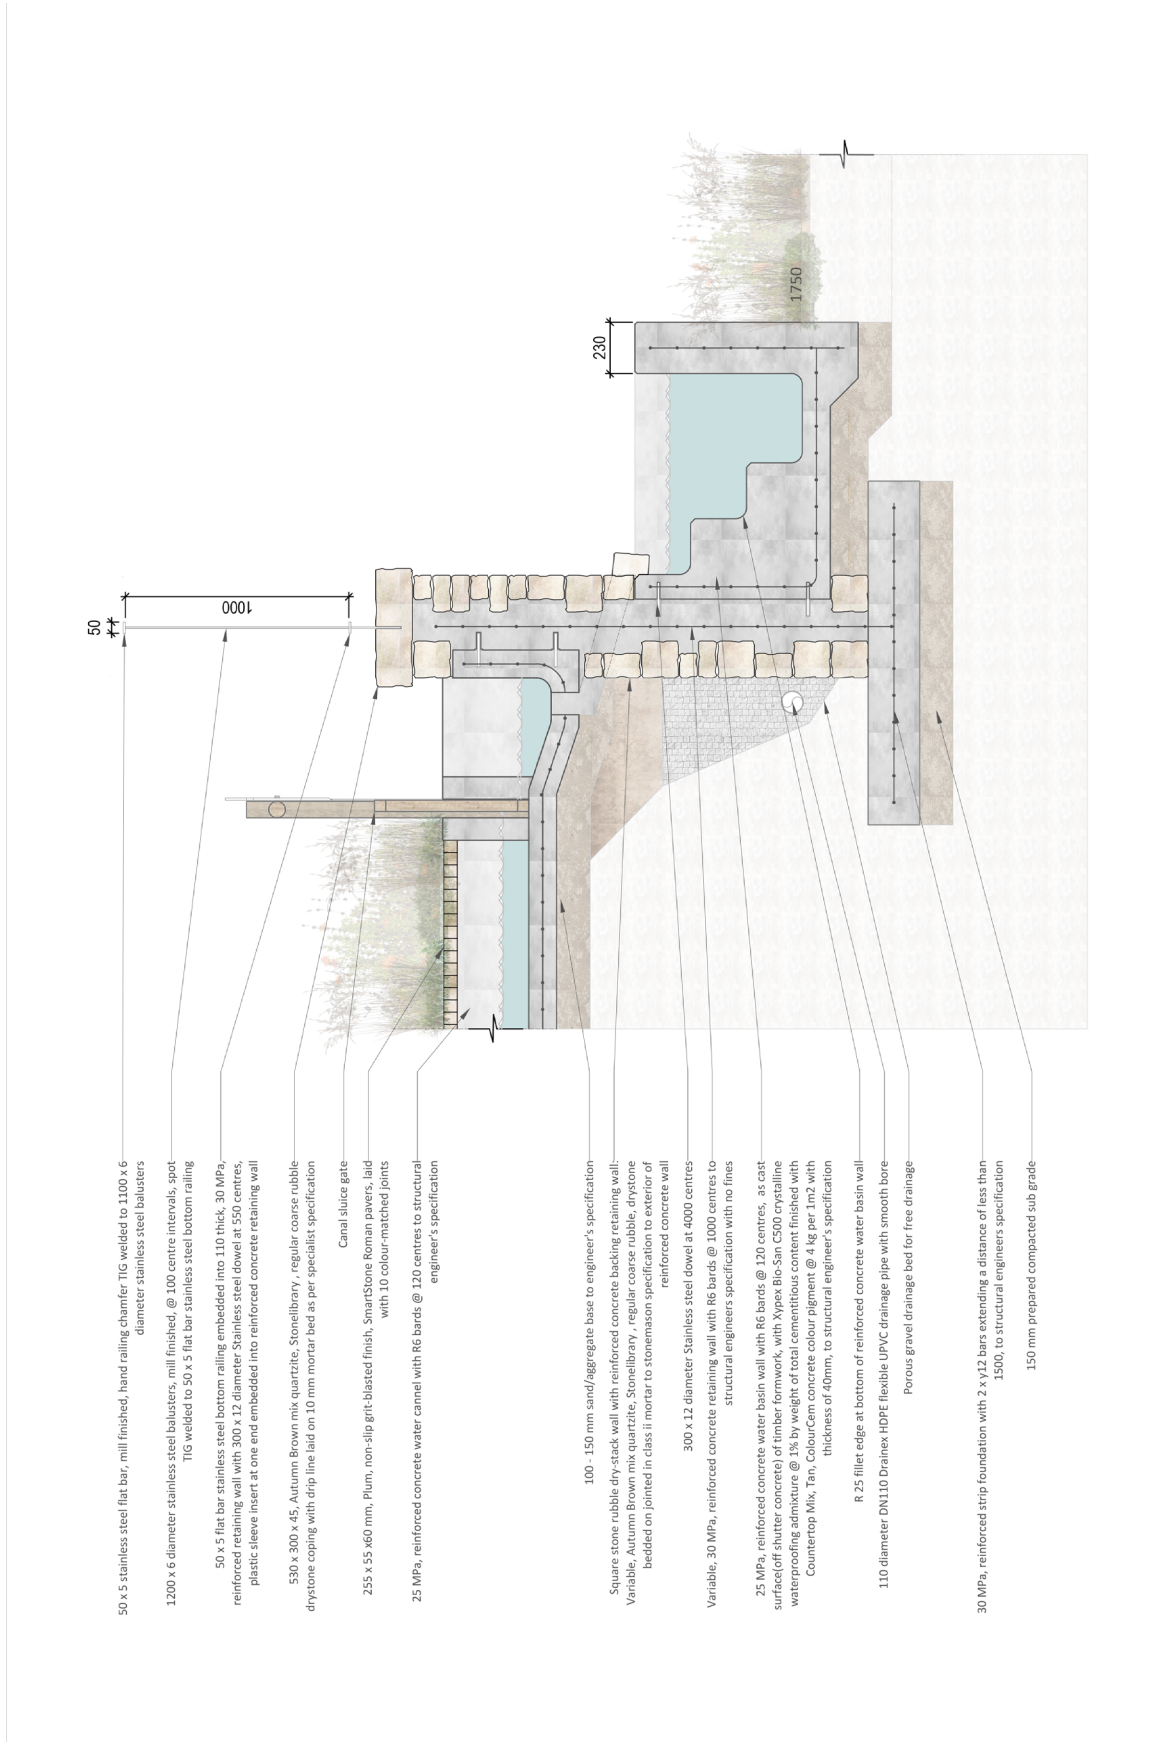 50 x 5 stainless steel flat bar, mill finished, hand railing chamfer TIG welded to 1100 x 6
diameter stainless steel balusters
1200 x 6 diameter stainless steel balusters, mill finished, @ 100 centre intervals, spot
TIG welded to 50 x 5 flat bar stainless steel bottom railing
50 x 5 flat bar stainless steel bottom railing embedded into 110 thick, 30 MPa,
reinforced retaining wall with 300 x 12 diameter Stainless steel dowel at 550 centres,
plastic sleeve insert at one end embedded into reinforced concrete retaining wall
530 x 300 x 45, Autumn Brown mix quartzite, Stonelibrary , regular coarse rubble
drystone coping with drip line laid on 10 mm mortar bed as per specialist specification
Canal sluice gate
255 x 55 x60 mm, Plum, non-slip grit-blasted finish, SmartStone Roman pavers, laid
with 10 colour-matched joints
25 MPa, reinforced concrete water cannel with R6 bards @ 120 centres to structural
engineer's specification
100 - 150 mm sand/aggregate base to engineer's specification
Square stone rubble dry-stack wall with reinforced concrete backing retaining wall:
Variable, Autumn Brown mix quartzite, Stonelibrary , regular coarse rubble, drystone
bedded on jointed in class ii mortar to stonemason specification to exterior of
reinforced concrete wall
300 x 12 diameter Stainless steel dowel at 4000 centres
Variable, 30 MPa, reinforced concrete retaining wall with R6 bards @ 1000 centres to
structural engineers specification with no fines
25 MPa, reinforced concrete water basin wall with R6 bards @ 120 centres, as cast
surface(off shutter concrete) of timber formwork, with Xypex Bio-San C500 crystalline
waterproofing admixture @ 1% by weight of total cementitious content finished with
Countertop Mix, Tan, ColourCem concrete colour pigment @ 4 kg per 1m2 with
thickness of 40mm, to structural engineer's specification
R 25 fillet edge at bottom of reinforced concrete water basin wall
110 diameter DN110 Drainex HDPE flexible UPVC drainage pipe with smooth bore
Porous gravel drainage bed for free drainage
30 MPa, reinforced strip foundation with 2 x y12 bars extending a distance of less than
1500, to structural engineers specification
150 mm prepared compacted sub grade
50
1000
230
1750